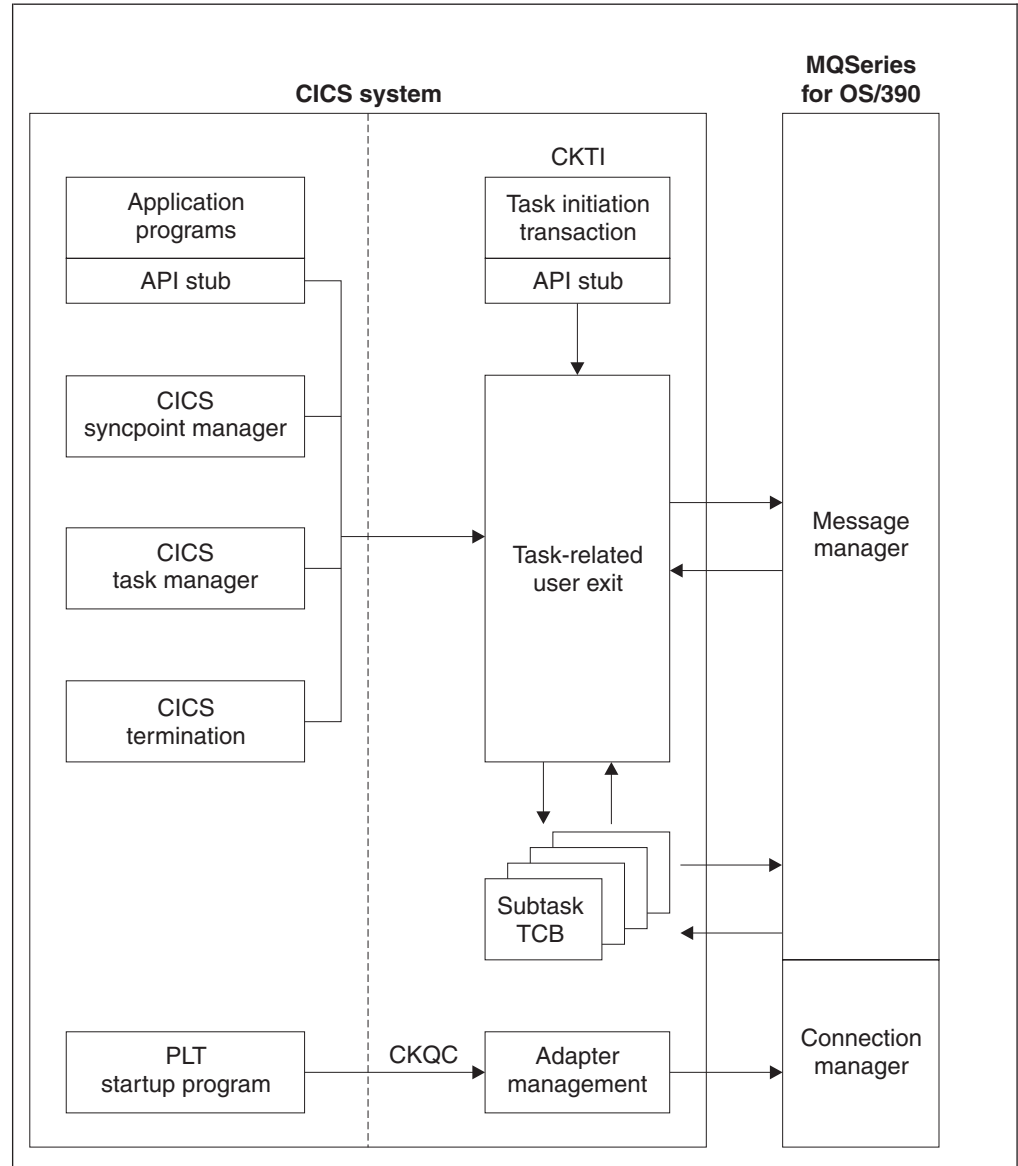 MQSeries
for OS/390
CICS system
CKTI
Application
programs
API stub
Task initiation
transaction
API stub
CICS
syncpoint manager
CICS
task manager
CICS
termination
Task-related
user exit
Message
manager
Subtask
TCB
PLT
startup program
CKQC
Adapter
management
Connection
manager